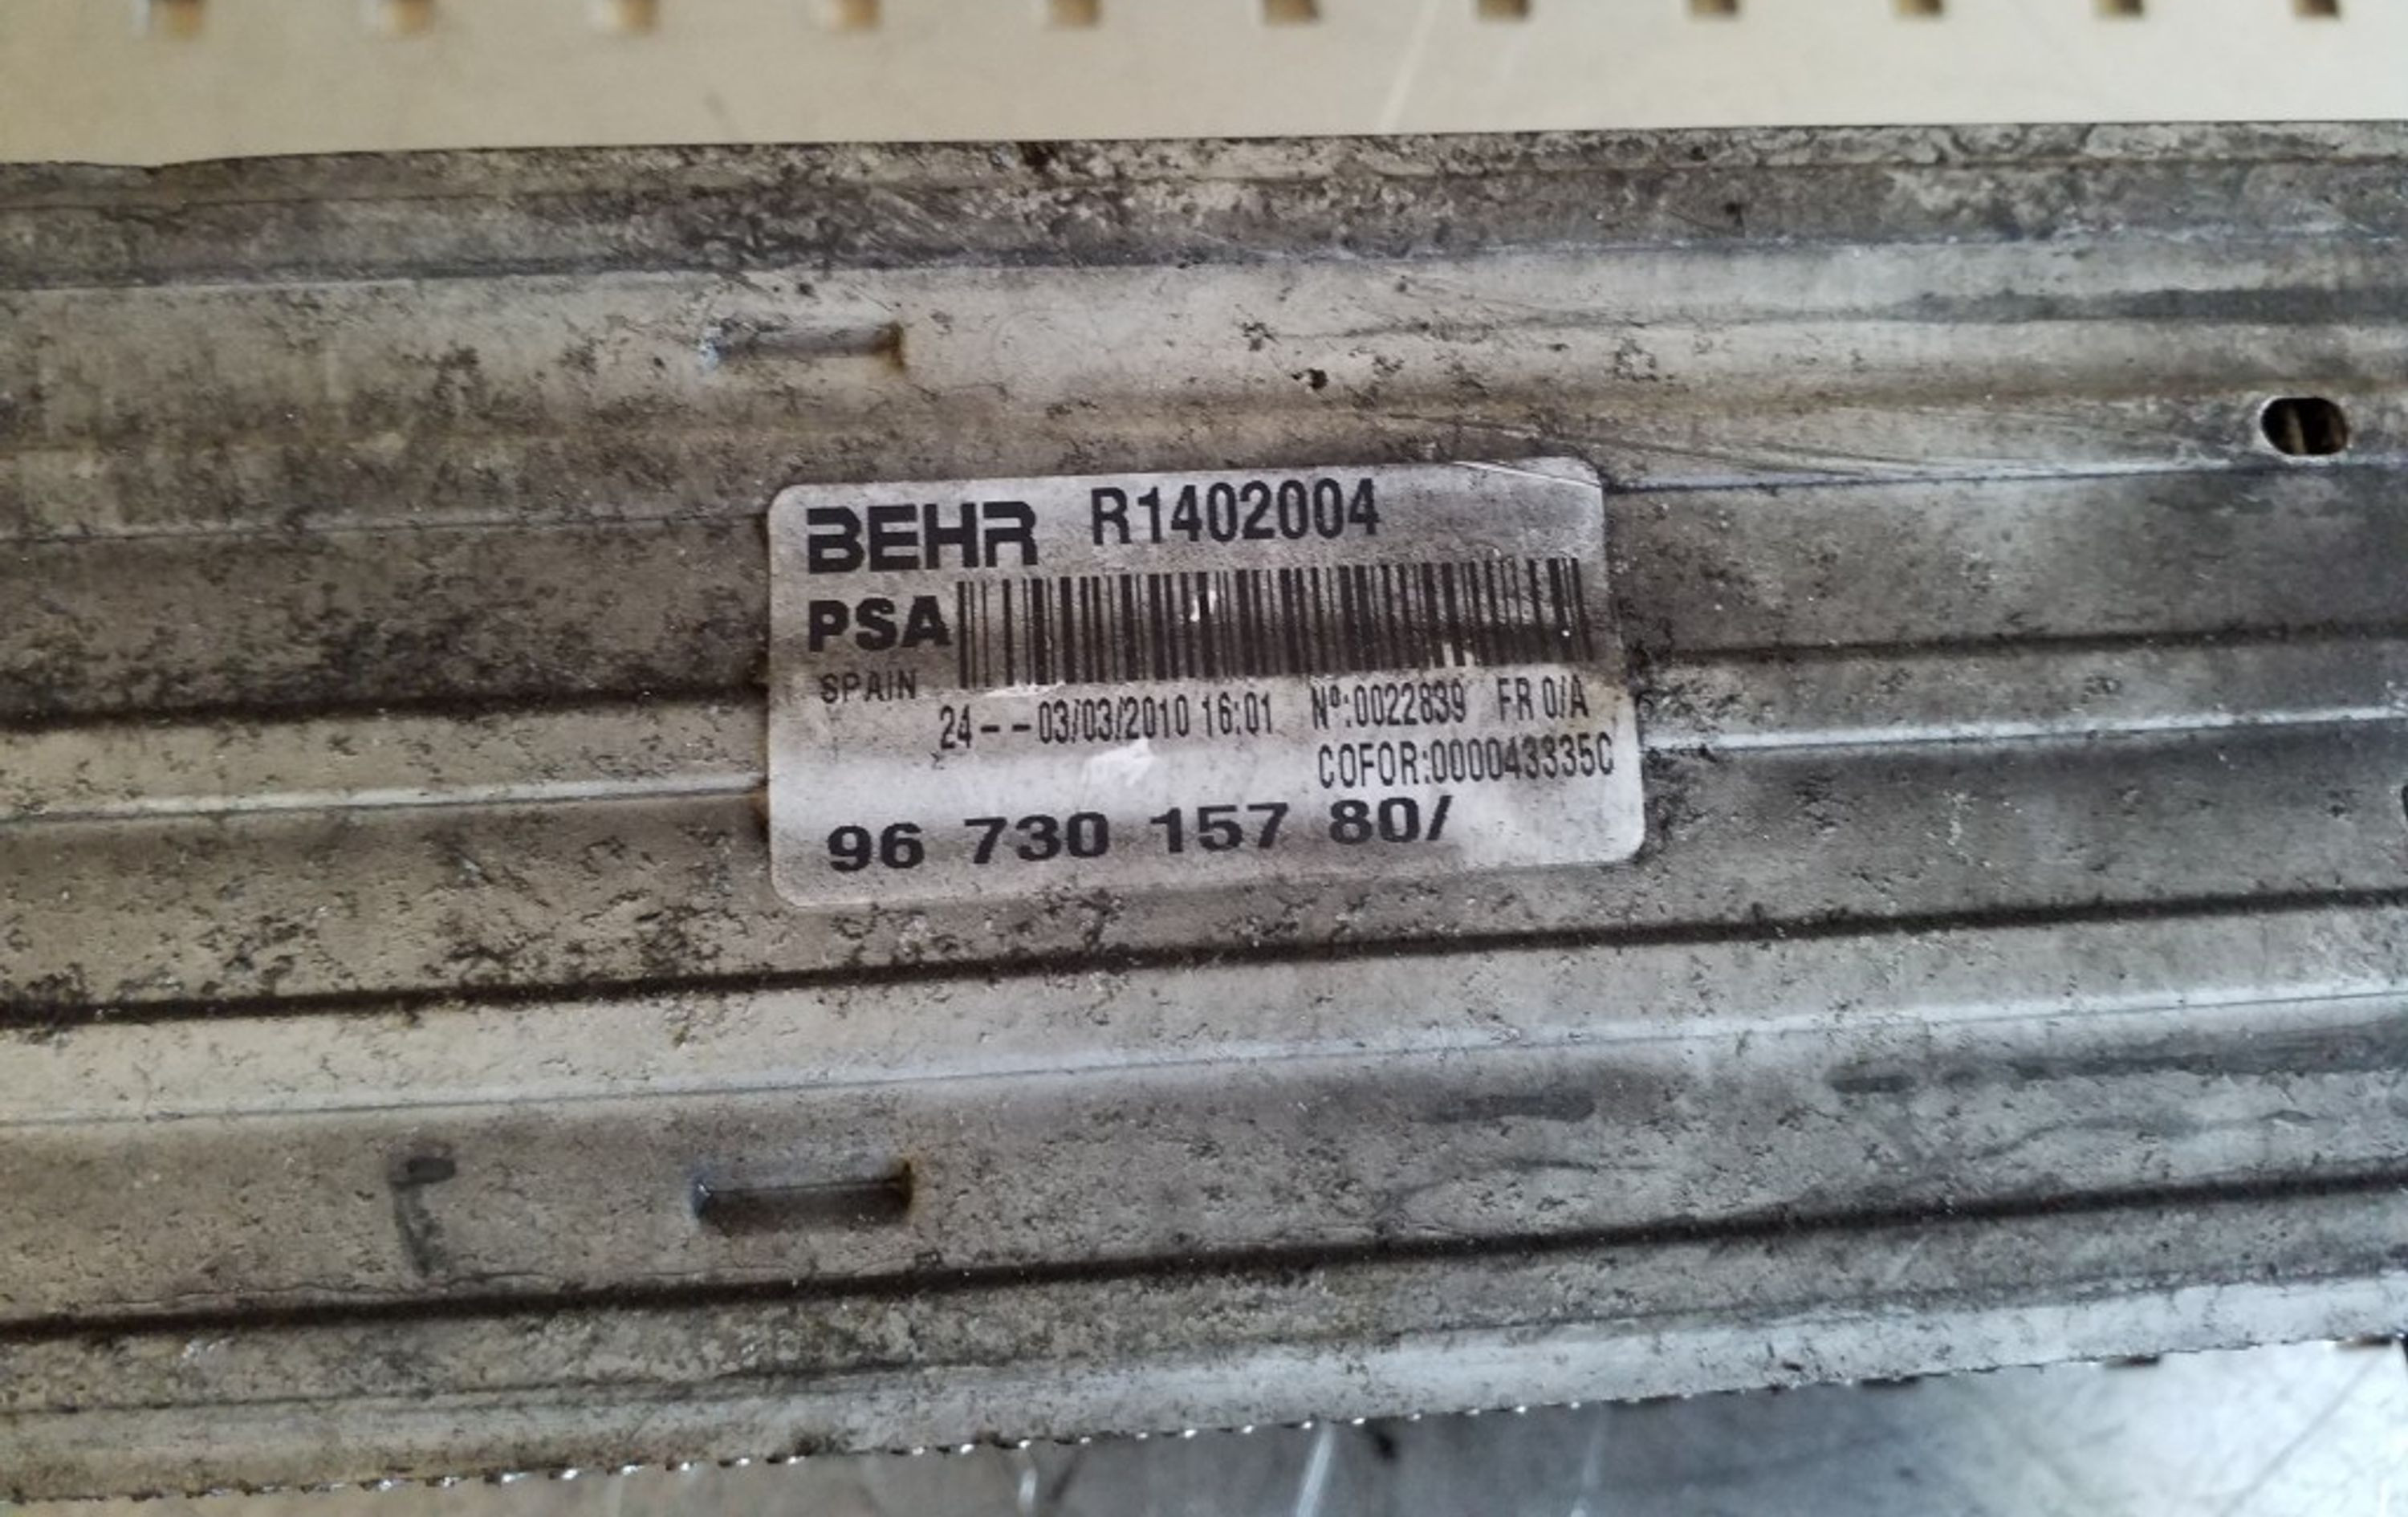 BEHR R1402004
PSA
SPAIN
24--03/03/2010 16:01 Nº:0022839 FR 0/A
COFOR:000043335C
96 730 157 80/